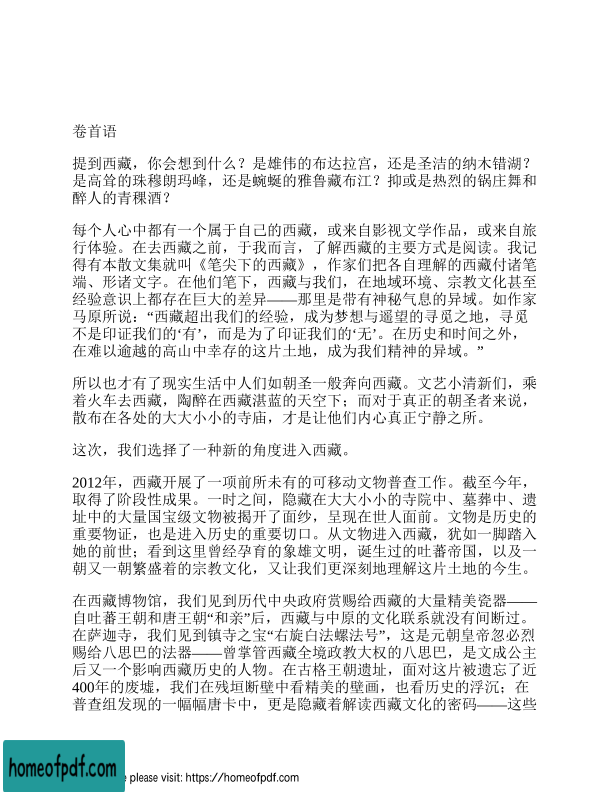 卷首语
提到西藏，你会想到什么？是雄伟的布达拉宫，还是圣洁的纳木错湖？
是高耸的珠穆朗玛峰，还是蜿蜒的雅鲁藏布江？抑或是热烈的锅庄舞和
醉人的青稞酒？
每个人心中都有一个属于自己的西藏，或来自影视文学作品，或来自旅
行体验。在去西藏之前，于我而言，了解西藏的主要方式是阅读。我记
得有本散文集就叫《笔尖下的西藏》，作家们把各自理解的西藏付诸笔
端、形诸文字。在他们笔下，西藏与我们，在地域环境、宗教文化甚至
经验意识上都存在巨大的差异——那里是带有神秘气息的异域。如作家
马原所说：“西藏超出我们的经验，成为梦想与遥望的寻觅之地，寻觅
不是印证我们的‘有’，而是为了印证我们的‘无’。在历史和时间之外，
在难以逾越的高山中幸存的这片土地，成为我们精神的异域。”
所以也才有了现实生活中人们如朝圣一般奔向西藏。文艺小清新们，乘
着火车去西藏，陶醉在西藏湛蓝的天空下；而对于真正的朝圣者来说，
散布在各处的大大小小的寺庙，才是让他们内心真正宁静之所。
这次，我们选择了一种新的角度进入西藏。
2012年，西藏开展了一项前所未有的可移动文物普查工作。截至今年，
取得了阶段性成果。一时之间，隐藏在大大小小的寺院中、墓葬中、遗
址中的大量国宝级文物被揭开了面纱，呈现在世人面前。文物是历史的
重要物证，也是进入历史的重要切口。从文物进入西藏，犹如一脚踏入
她的前世；看到这里曾经孕育的象雄文明，诞生过的吐蕃帝国，以及一
朝又一朝繁盛着的宗教文化，又让我们更深刻地理解这片土地的今生。
在西藏博物馆，我们见到历代中央政府赏赐给西藏的大量精美瓷器——
自吐蕃王朝和唐王朝“和亲”后，西藏与中原的文化联系就没有间断过。
在萨迦寺，我们见到镇寺之宝“右旋白法螺法号”，这是元朝皇帝忽必烈
赐给八思巴的法器——曾掌管西藏全境政教大权的八思巴，是文成公主
后又一个影响西藏历史的人物。在古格王朝遗址，面对这片被遗忘了近
400年的废墟，我们在残垣断壁中看精美的壁画，也看历史的浮沉；在
普查组发现的一幅幅唐卡中，更是隐藏着解读西藏文化的密码——这些
homeofpdf.com
please visit: https://homeofpdf.com